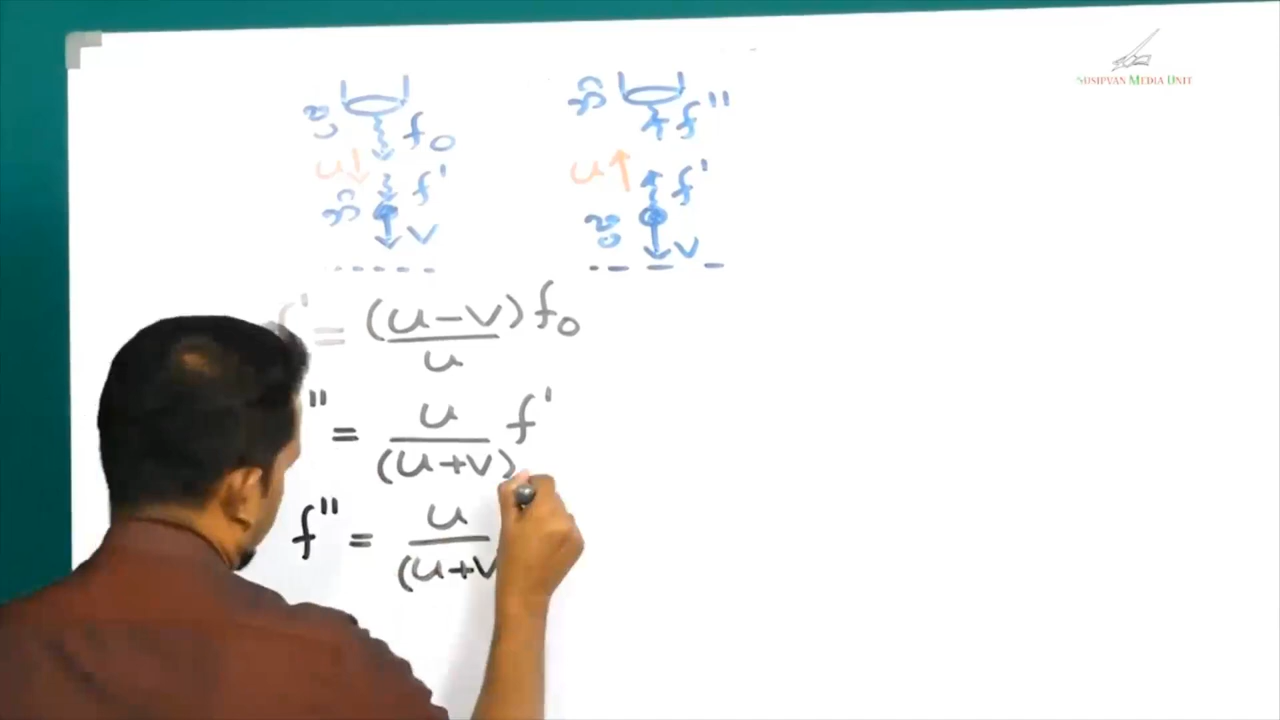 SUSIPVAN MEDIA UNIT
f₀ f''
u u
f' f'
v v
f' = (u-v)/u f₀
'' = u/(u+v) f'
f'' = u/(u+v